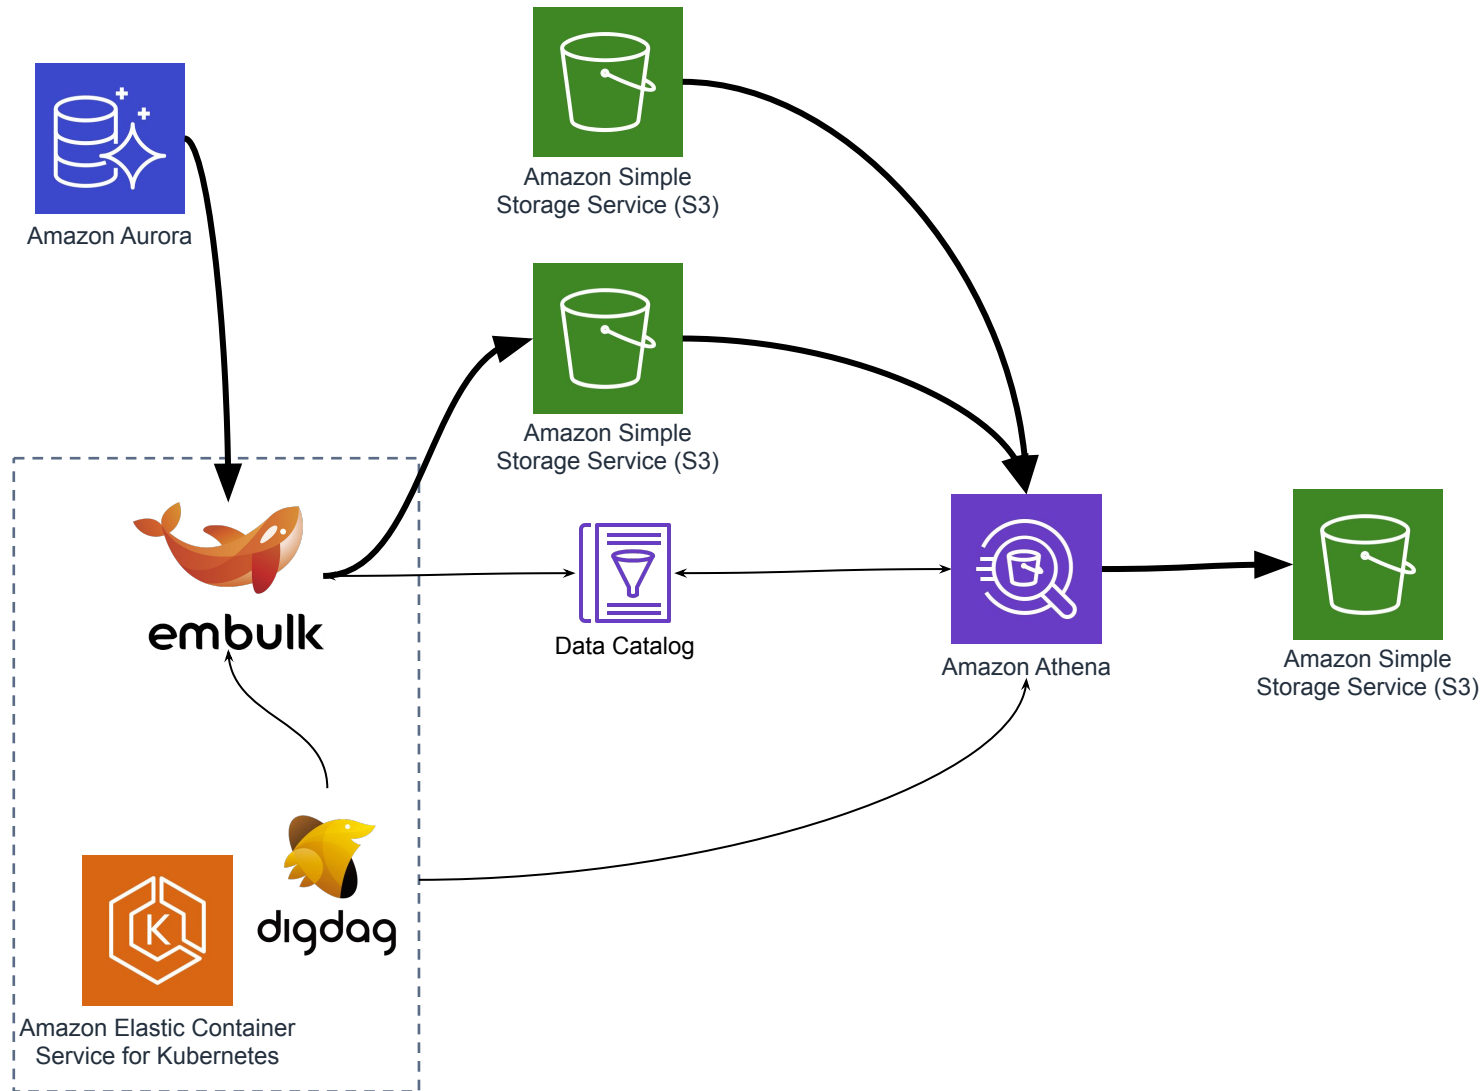 Amazon Simple
Storage Service (S3)
Amazon Aurora
Amazon Simple
Storage Service (S3)
embulk
Data Catalog
Amazon Athena
Amazon Simple
Storage Service (S3)
K
digdag
Amazon Elastic Container
Service for Kubernetes